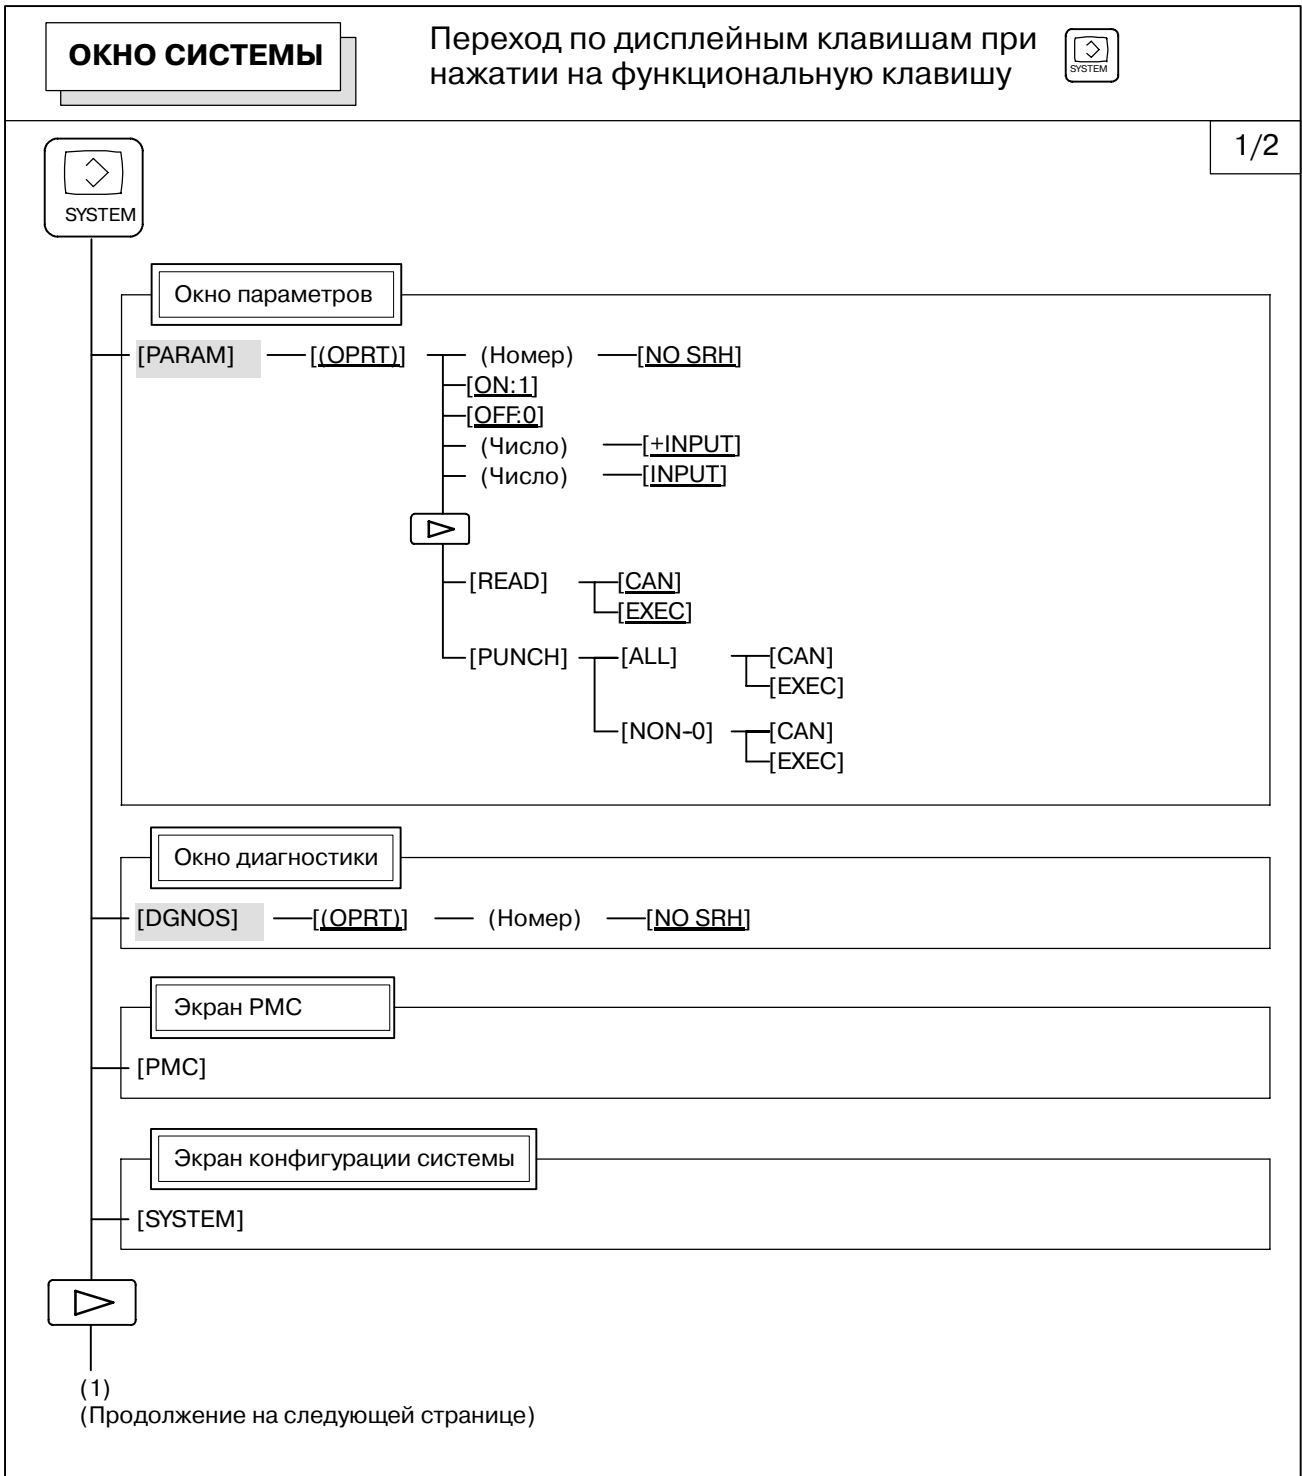 ОКНО СИСТЕМЫ
Переход по дисплейным клавишам при
нажатии на функциональную клавишу
SYSTEM
1/2
SYSTEM
Окно параметров
[PARAM] [(OPRT)] (Номер) [NO SRH]
[ON:1]
[OFF:0]
(Число) [+INPUT]
(Число) [INPUT]
[READ] [CAN]
[EXEC]
[PUNCH] [ALL] [CAN]
[EXEC]
[NON-0] [CAN]
[EXEC]
Окно диагностики
[DGNOS] [(OPRT)] (Номер) [NO SRH]
Экран PMC
[PMC]
Экран конфигурации системы
[SYSTEM]
(1)
(Продолжение на следующей странице)